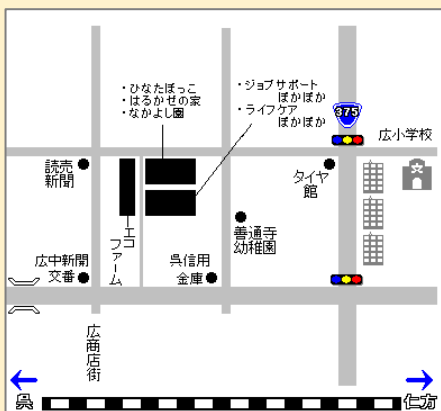 ・ひなたぼっこ
・はるかぜの家
・なかよし園
・ジョブサポート
ぽかぽか
・ライフケア
ぽかぽか
375
広小学校
読売
新聞
タイヤ
館
エコファーム
善通寺
幼稚園
広中新開
交番
呉信用
金庫
広商店街
呉
仁方